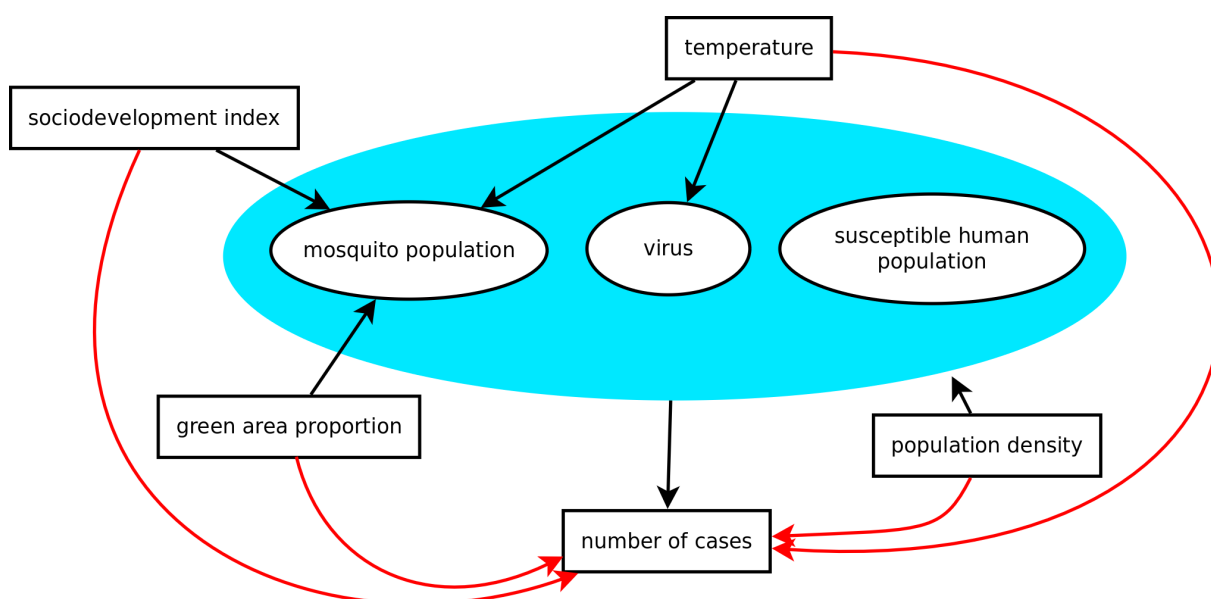 temperature
sociodevelopment index
mosquito population
virus
susceptible human
population
green area proportion
population density
number of cases